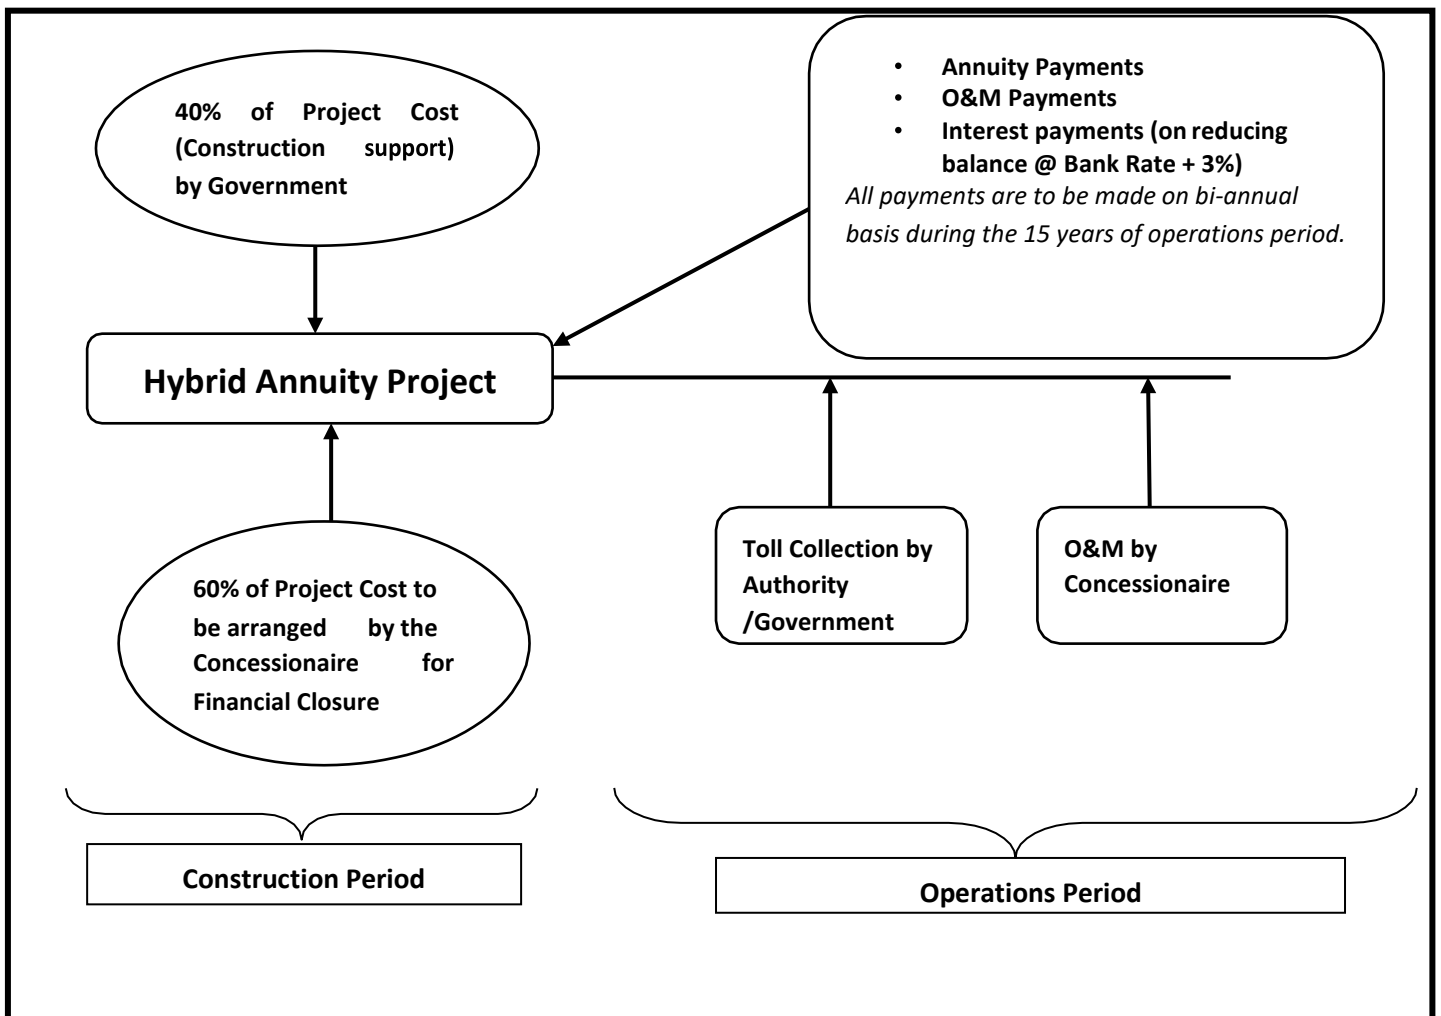 40% of Project Cost
(Construction support)
by Government
• Annuity Payments
• O&M Payments
• Interest payments (on reducing
balance @ Bank Rate + 3%)
All payments are to be made on bi-annual
basis during the 15 years of operations period.
Hybrid Annuity Project
60% of Project Cost to
be arranged by the
Concessionaire for
Financial Closure
Toll Collection by
Authority
/Government
O&M by
Concessionaire
Construction Period
Operations Period